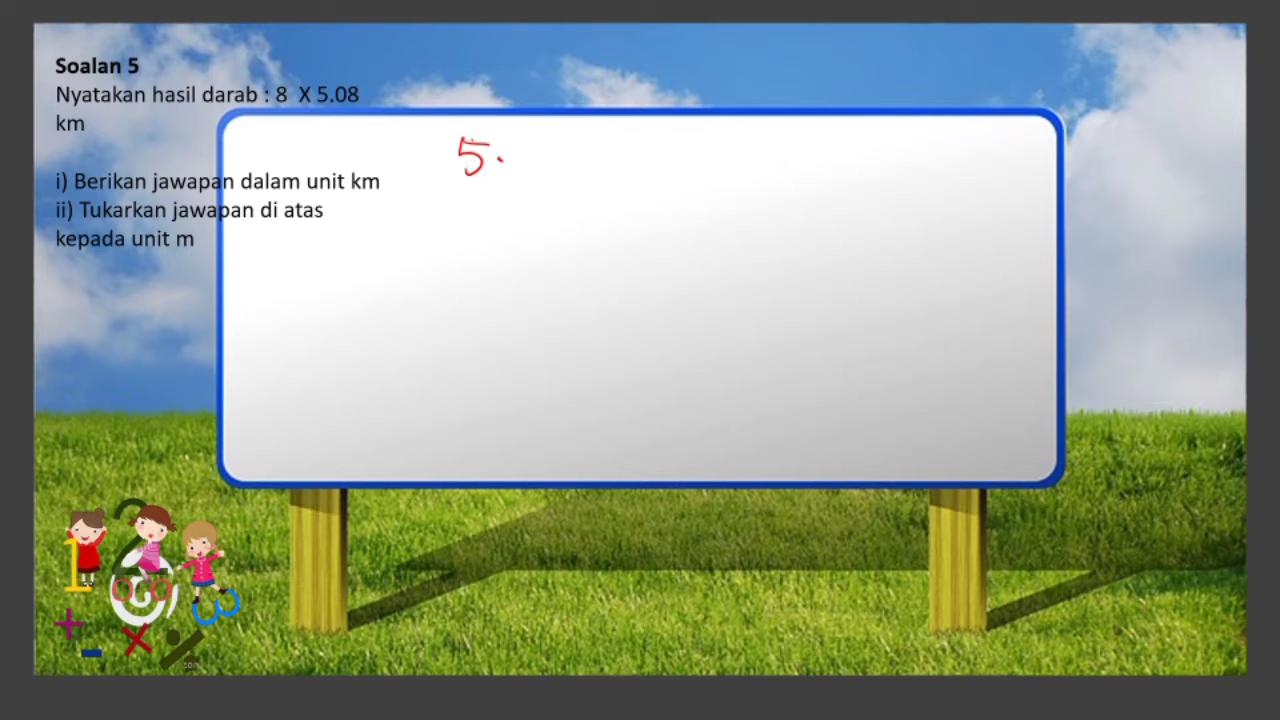 Soalan 5
Nyatakan hasil darab : 8 X 5.08
km
i) Berikan jawapan dalam unit km
ii) Tukarkan jawapan di atas
kepada unit m
5.